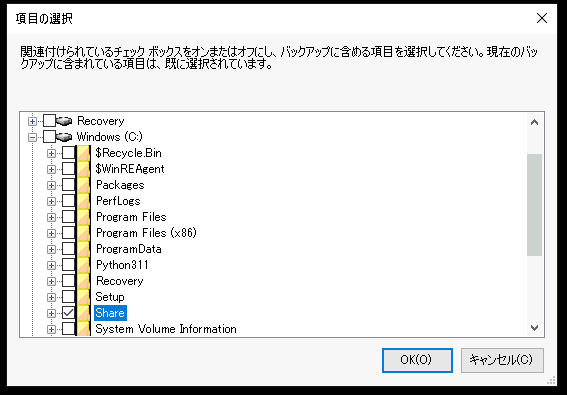 項目の選択
関連付けられているチェック ボックスをオンまたはオフにし、バックアップに含める項目を選択してください。現在のバッ
クアップに含まれている項目は、既に選択されています。
Recovery
Windows (C:)
$Recycle.Bin
$WinREAgent
Packages
PerfLogs
Program Files
Program Files (x86)
ProgramData
Python311
Recovery
Setup
Share
System Volume Information
OK(O)
キャンセル(C)